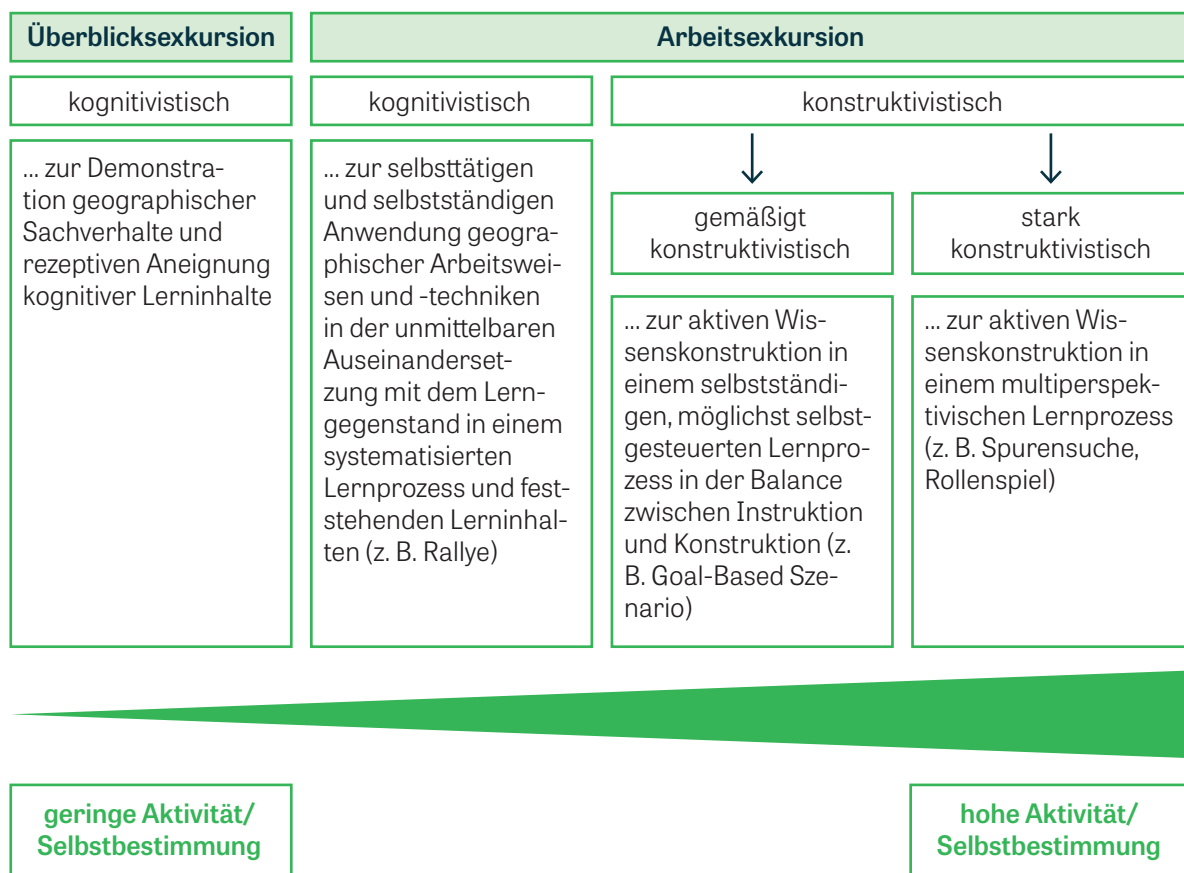 Überblicksexkursion
Arbeitsexkursion
kognitivistisch
kognitivistisch
konstruktivistisch
... zur Demonstra-
tion geographischer
Sachverhalte und
rezeptiven Aneignung
kognitiver Lerninhalte
... zur selbsttätigen
und selbstständigen
Anwendung geogra-
phischer Arbeitswei-
sen und -techniken
in der unmittelbaren
Auseinanderset-
zung mit dem Lern-
gegenstand in einem
systematisierten
Lernprozess und fest-
stehenden Lerninhal-
ten (z. B. Rallye)
gemäßigt
konstruktivistisch
... zur aktiven Wis-
senskonstruktion in
einem selbstständi-
gen, möglichst selbst-
gesteuerten Lernpro-
zess in der Balance
zwischen Instruktion
und Konstruktion (z.
B. Goal-Based Sze-
nario)
stark
konstruktivistisch
... zur aktiven Wis-
senskonstruktion in
einem multiperspek-
tivischen Lernprozess
(z. B. Spurensuche,
Rollenspiel)
geringe Aktivität/
Selbstbestimmung
hohe Aktivität/
Selbstbestimmung